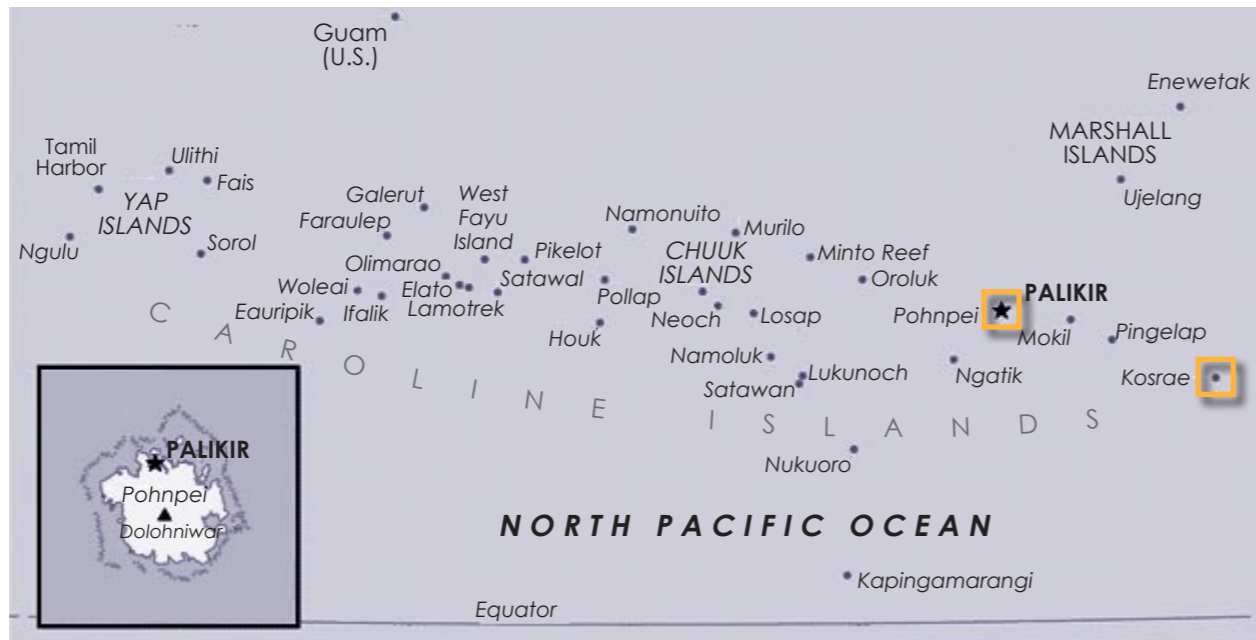 Guam
(U.S.)
Enewetak
MARSHALL
ISLANDS
Ujelang
Tamil
Harbor
Ulithi
Fais
YAP
ISLANDS
Ngulu
Sorol
Galerut
Faraulep
West
Fayu
Island
Pikelot
Namonuito
Murilo
CHUUK
ISLANDS
Minto Reef
Oroluk
Olimarao
Woleai
Elato
Satawal
Eauripik
Ifalik
Lamotrek
Pollap
Neoch
Losap
Houk
Pohnpei
PALIKIR
Mokil
Pingelap
Namoluk
Lukunoch
Satawan
Ngatik
Kosrae
CAROLINE ISLANDS
Nukuoro
NORTH PACIFIC OCEAN
Kapingamarangi
Equator
PALIKIR
Pohnpei
Dolohniwar